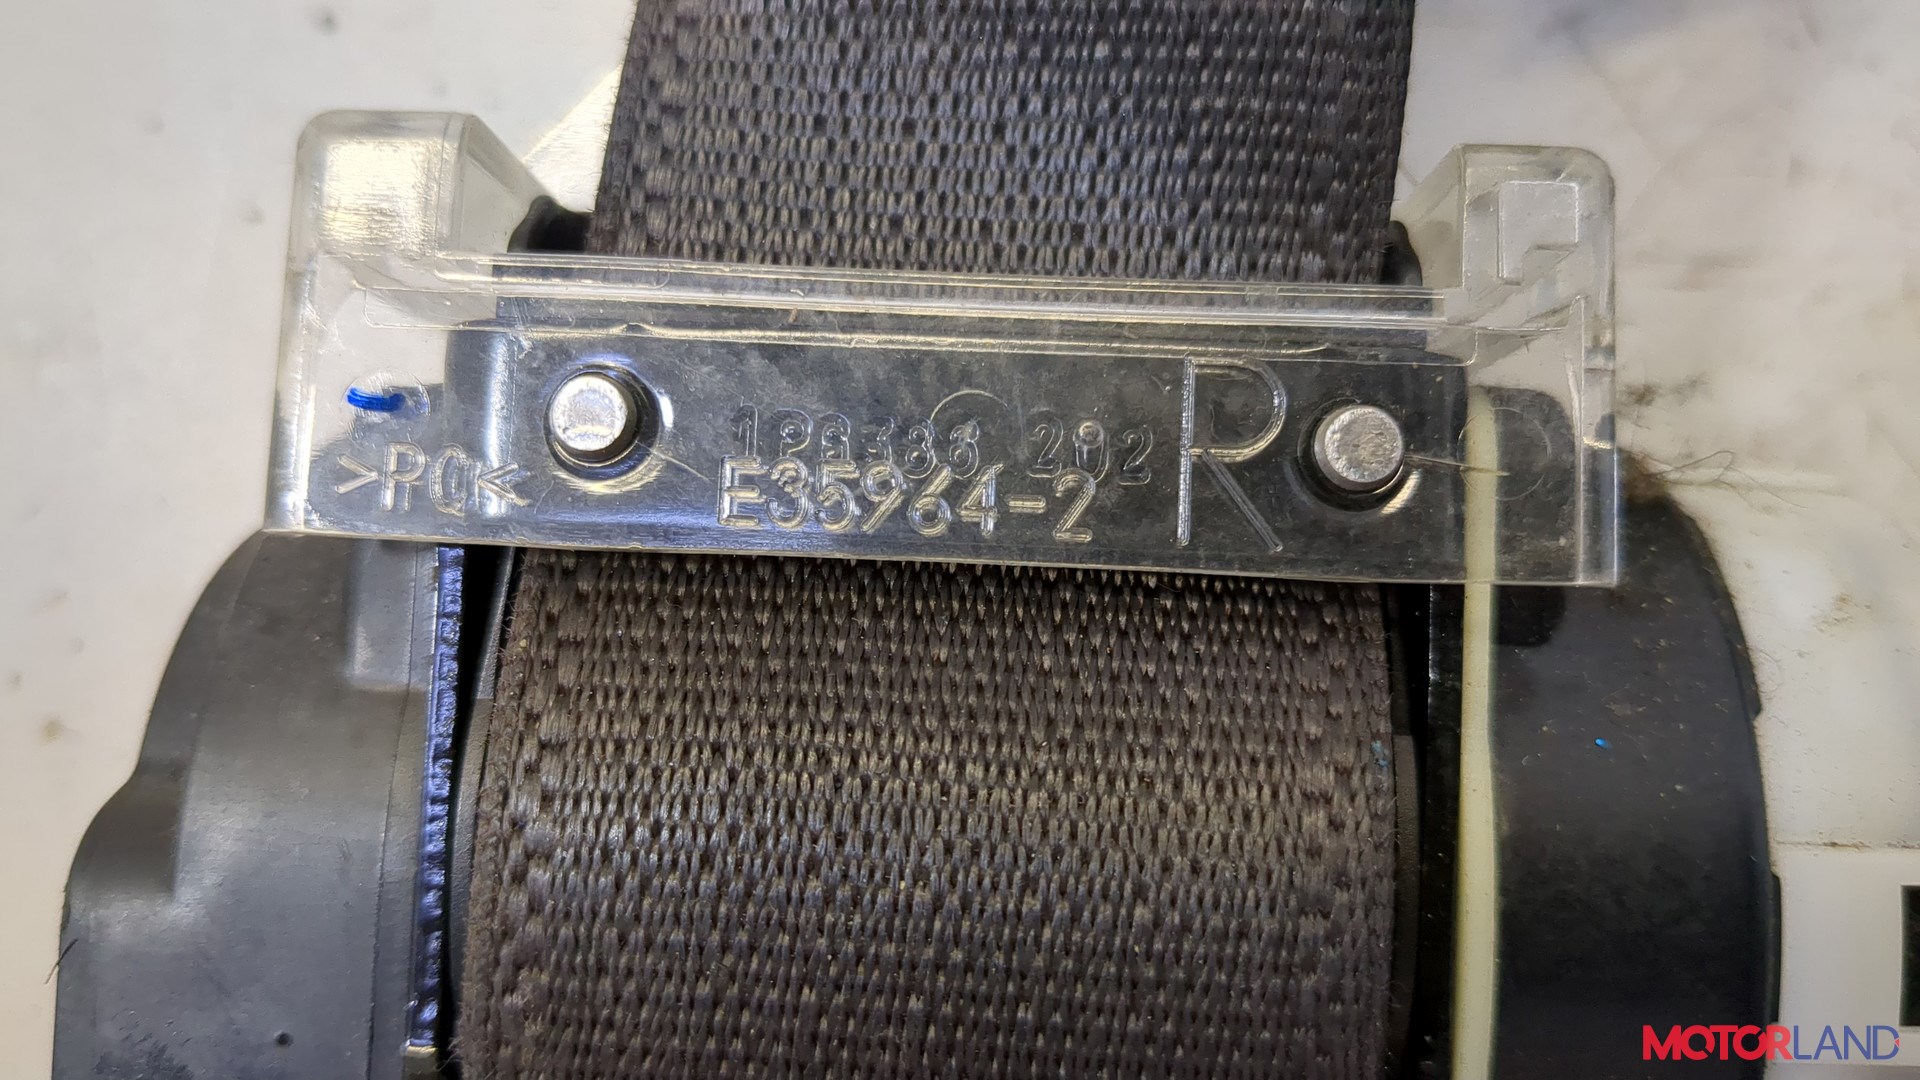 >PC<
E35964-2
R
MOTORLAND